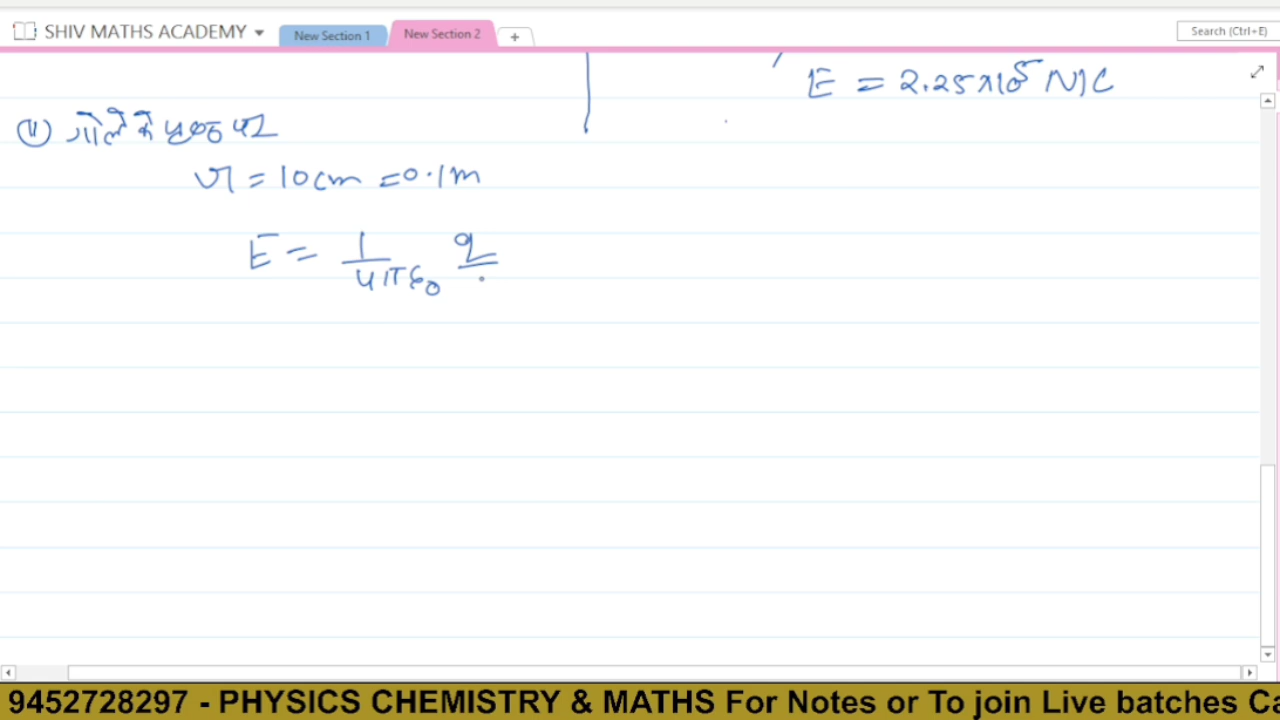 SHIV MATHS ACADEMY New Section 1 New Section 2 + Search (Ctrl+E)
E = 2.25×10⁵ N/C
(ii) गोले के पृष्ठ पर
r = 10cm = 0.1m
E = 1/4πε₀ q
9452728297 - PHYSICS CHEMISTRY & MATHS For Notes or To join Live batches Ca